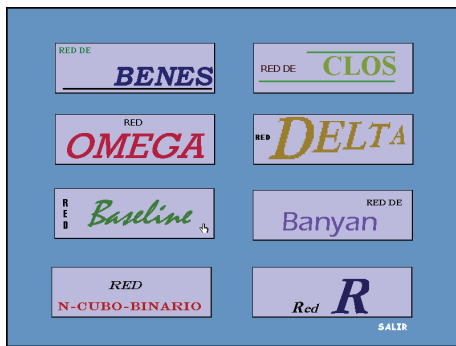 RED DE
BENES
RED DE CLOS
RED
OMEGA
RED DELTA
RED Baseline
RED DE
Banyan
RED
N-CUBO-BINARIO
Red R
SALIR